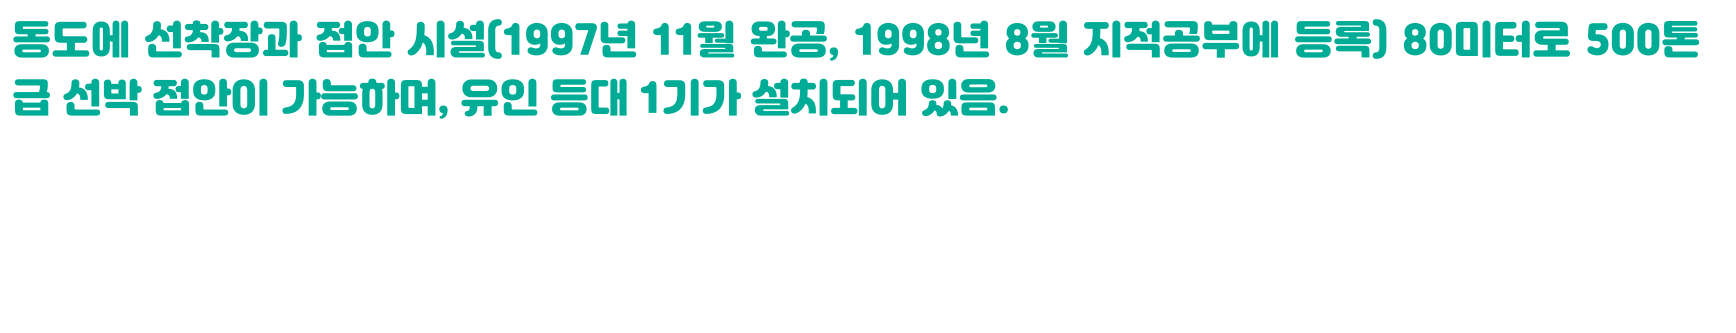 동도에 선착장과 접안 시설(1997년 11월 완공, 1998년 8월 지적공부에 등록) 80미터로 500톤
급 선박 접안이 가능하며, 유인 등대 1기가 설치되어 있음.